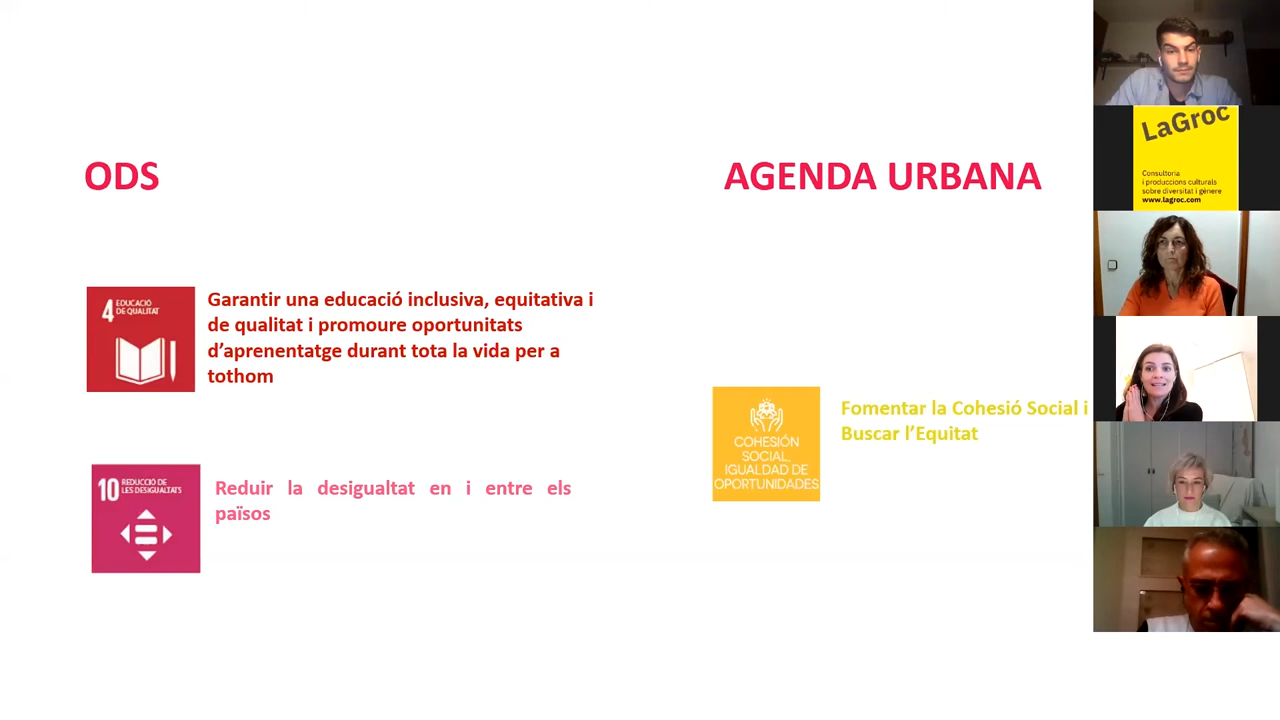 ODS
AGENDA URBANA
4 EDUCACIÓ
DE QUALITAT
Garantir una educació inclusiva, equitativa i
de qualitat i promoure oportunitats
d'aprenentatge durant tota la vida per a
tothom
10 REDUCCIÓ DE
LES DESIGUALTATS
Reduir la desigualtat en i entre els
països
COHESIÓN
SOCIAL,
IGUALDAD DE
OPORTUNIDADES
Fomentar la Cohesió Social i
Buscar l'Equitat
LaGroc
Consultoria
i produccions culturals
sobre diversitat i gènere
www.lagroc.com